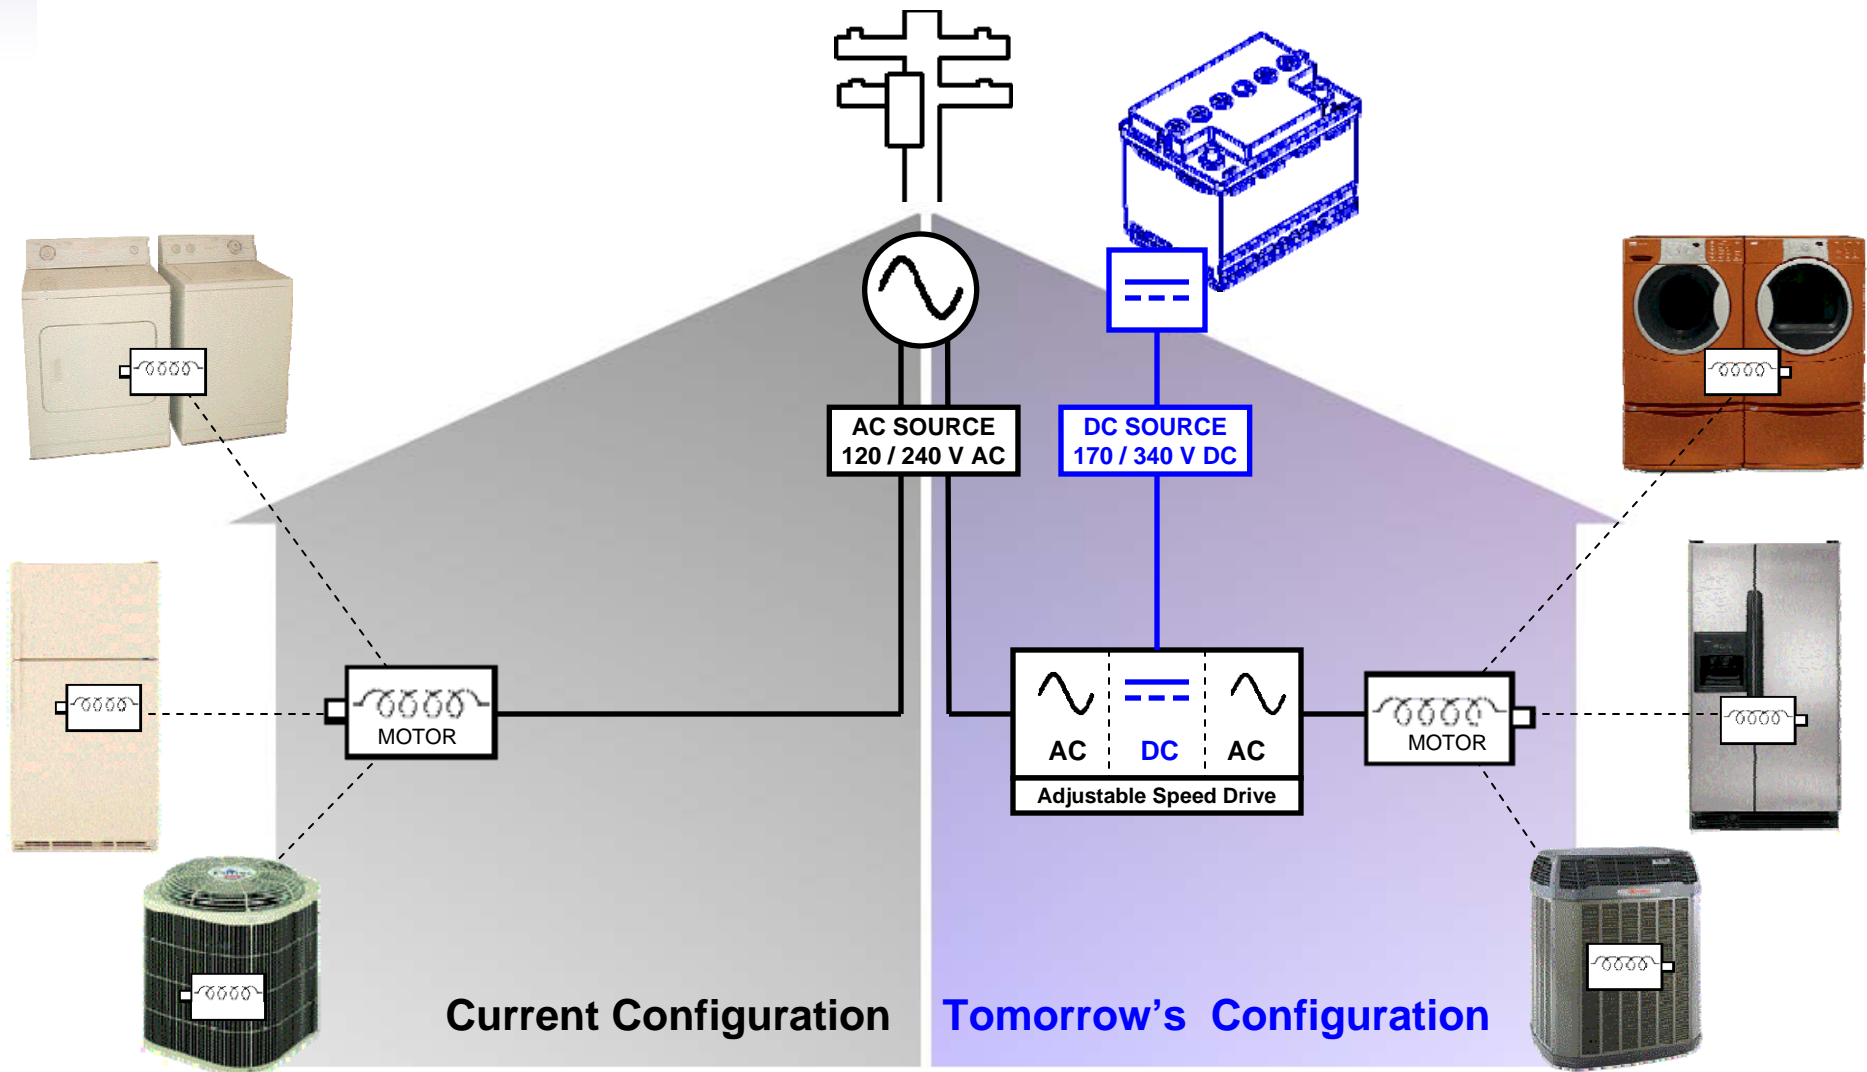 AC SOURCE
120 / 240 V AC
DC SOURCE
170 / 340 V DC
MOTOR
AC
DC
AC
Adjustable Speed Drive
MOTOR
Current Configuration
Tomorrow’s Configuration